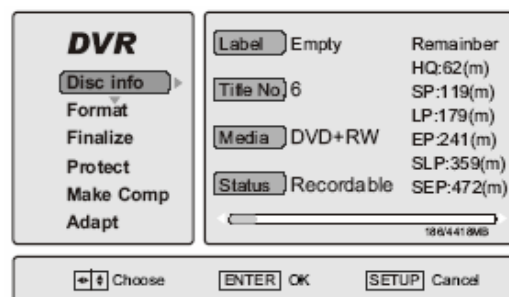 DVR
Disc info
Format
Finalize
Protect
Make Comp
Adapt
Label Empty
Title No. 6
Media DVD+RW
Status Recordable
Remainber
HQ:62(m)
SP:119(m)
LP:179(m)
EP:241(m)
SLP:359(m)
SEP:472(m)
186/4418MB
Choose ENTER OK SETUP Cancel